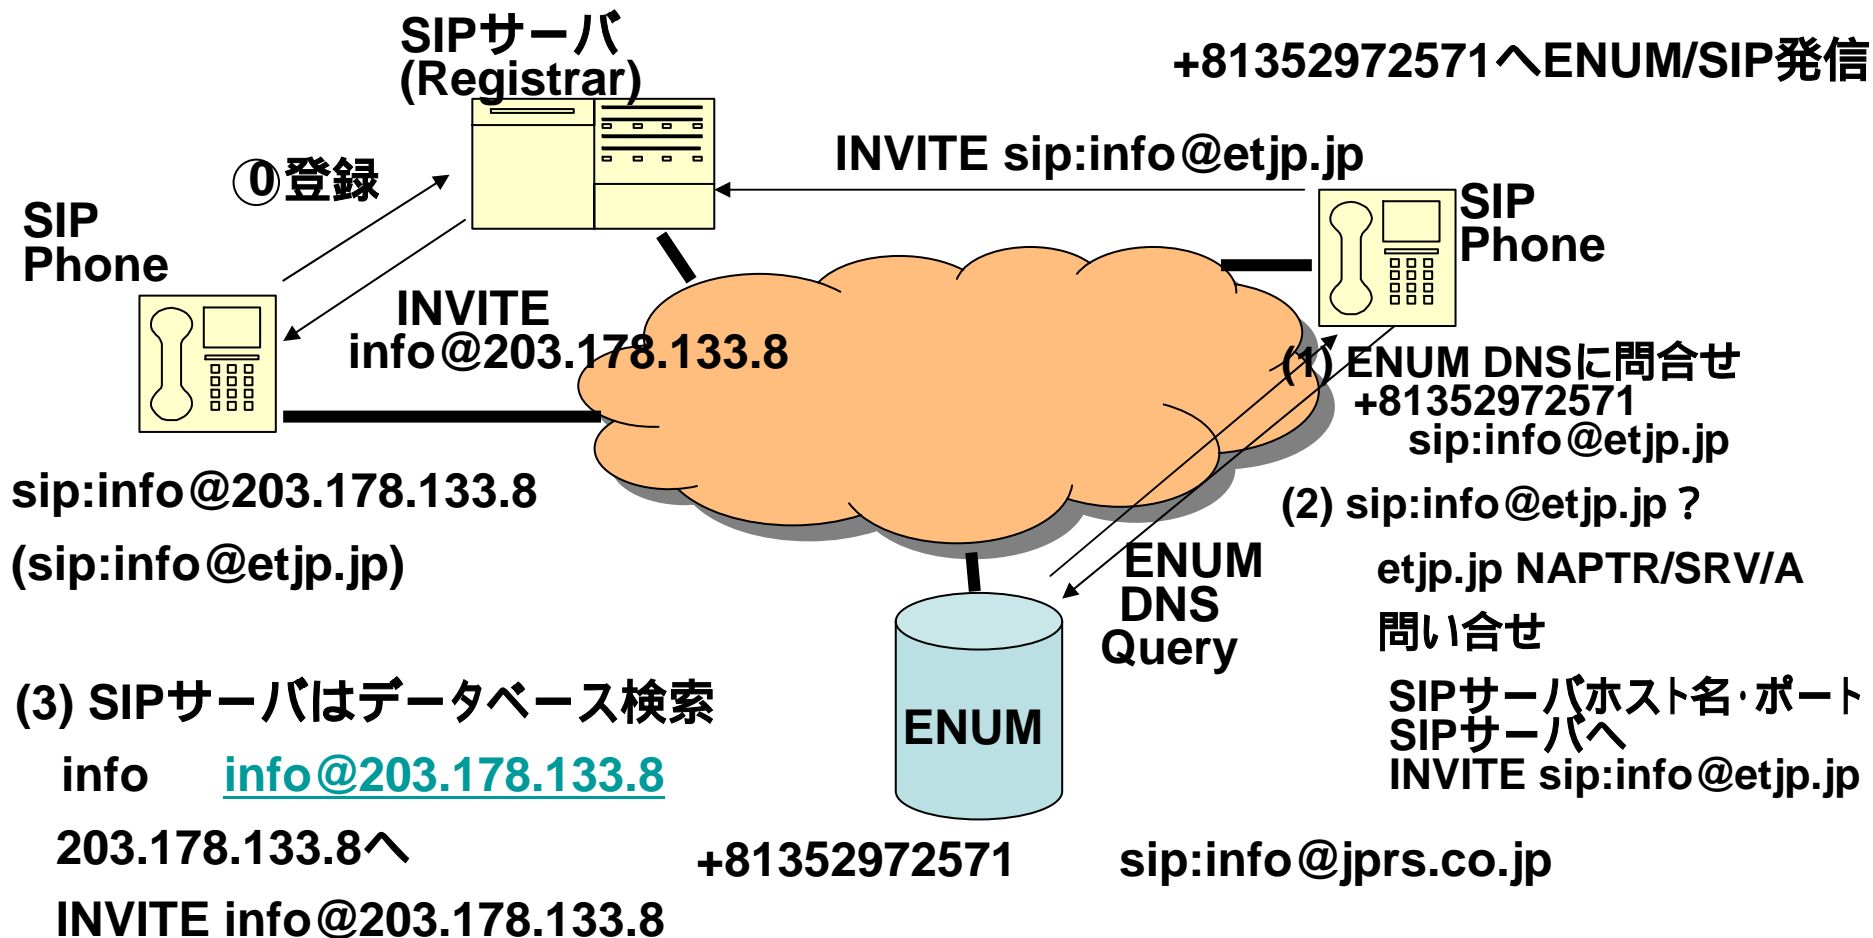 SIPサーバ
(Registrar)
+81352972571へENUM/SIP発信
INVITE sip:info@etjp.jp
⓪登録
SIP
Phone
SIP
Phone
INVITE
info@203.178.133.8
(1) ENUM DNSに問合せ
+81352972571
sip:info@etjp.jp
sip:info@203.178.133.8
(sip:info@etjp.jp)
(2) sip:info@etjp.jp？
etjp.jp NAPTR/SRV/A
問い合せ
SIPサーバホスト名・ポート
SIPサーバへ
INVITE sip:info@etjp.jp
ENUM
DNS
Query
ENUM
(3) SIPサーバはデータベース検索
info info@203.178.133.8
203.178.133.8へ
INVITE info@203.178.133.8
+81352972571 sip:info@jprs.co.jp